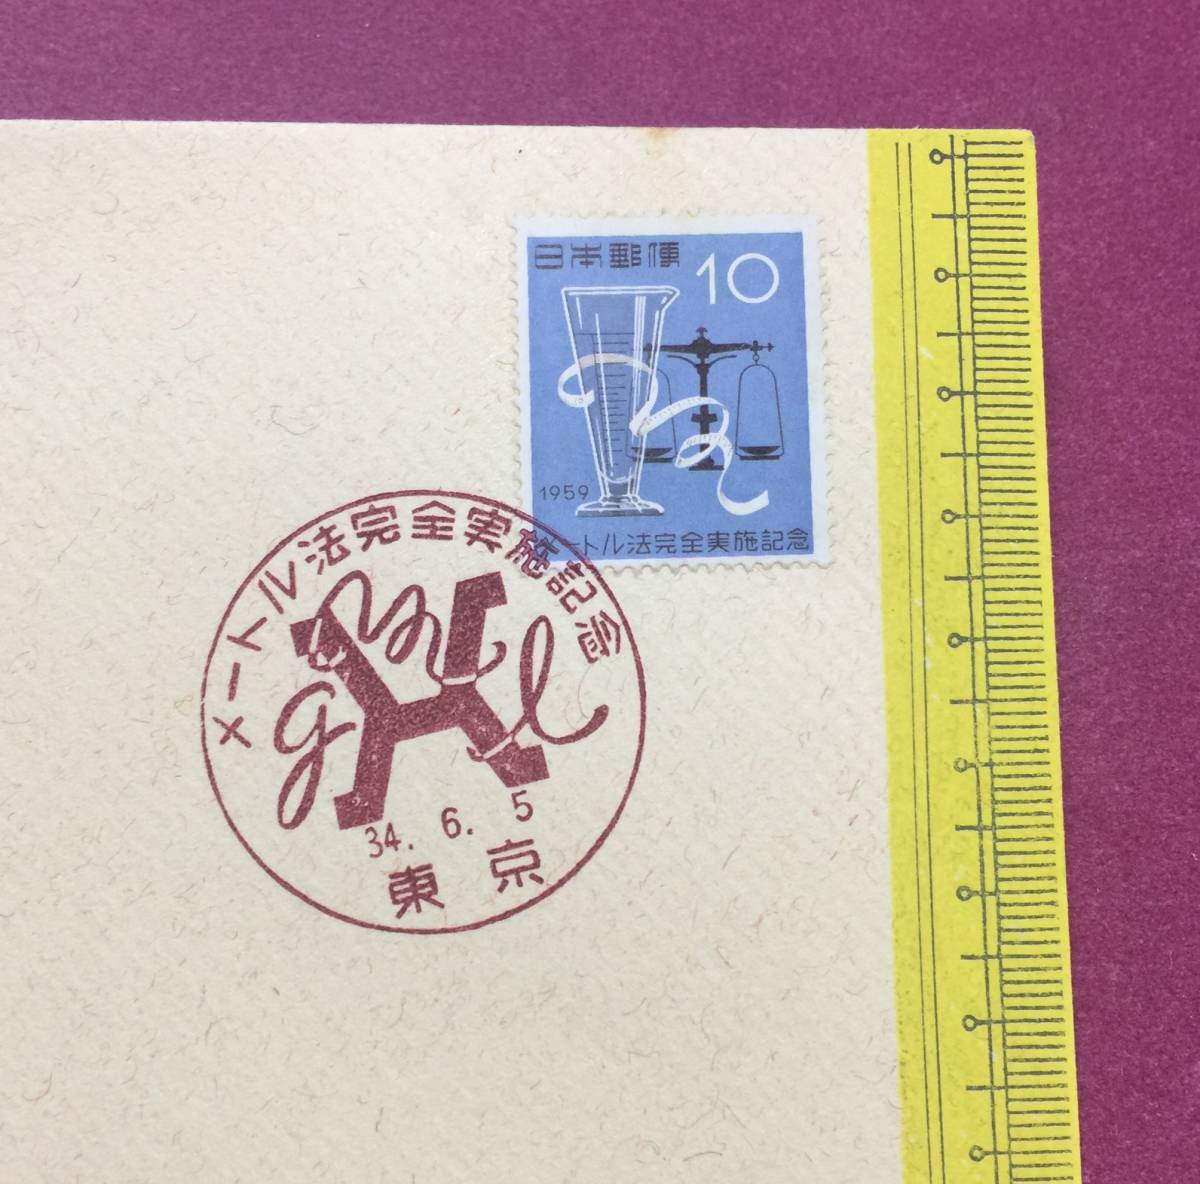 日本郵便
10
1959
ートル法完全実施記念
メートル法完全実施記念
g m l
34. 6. 5
東京